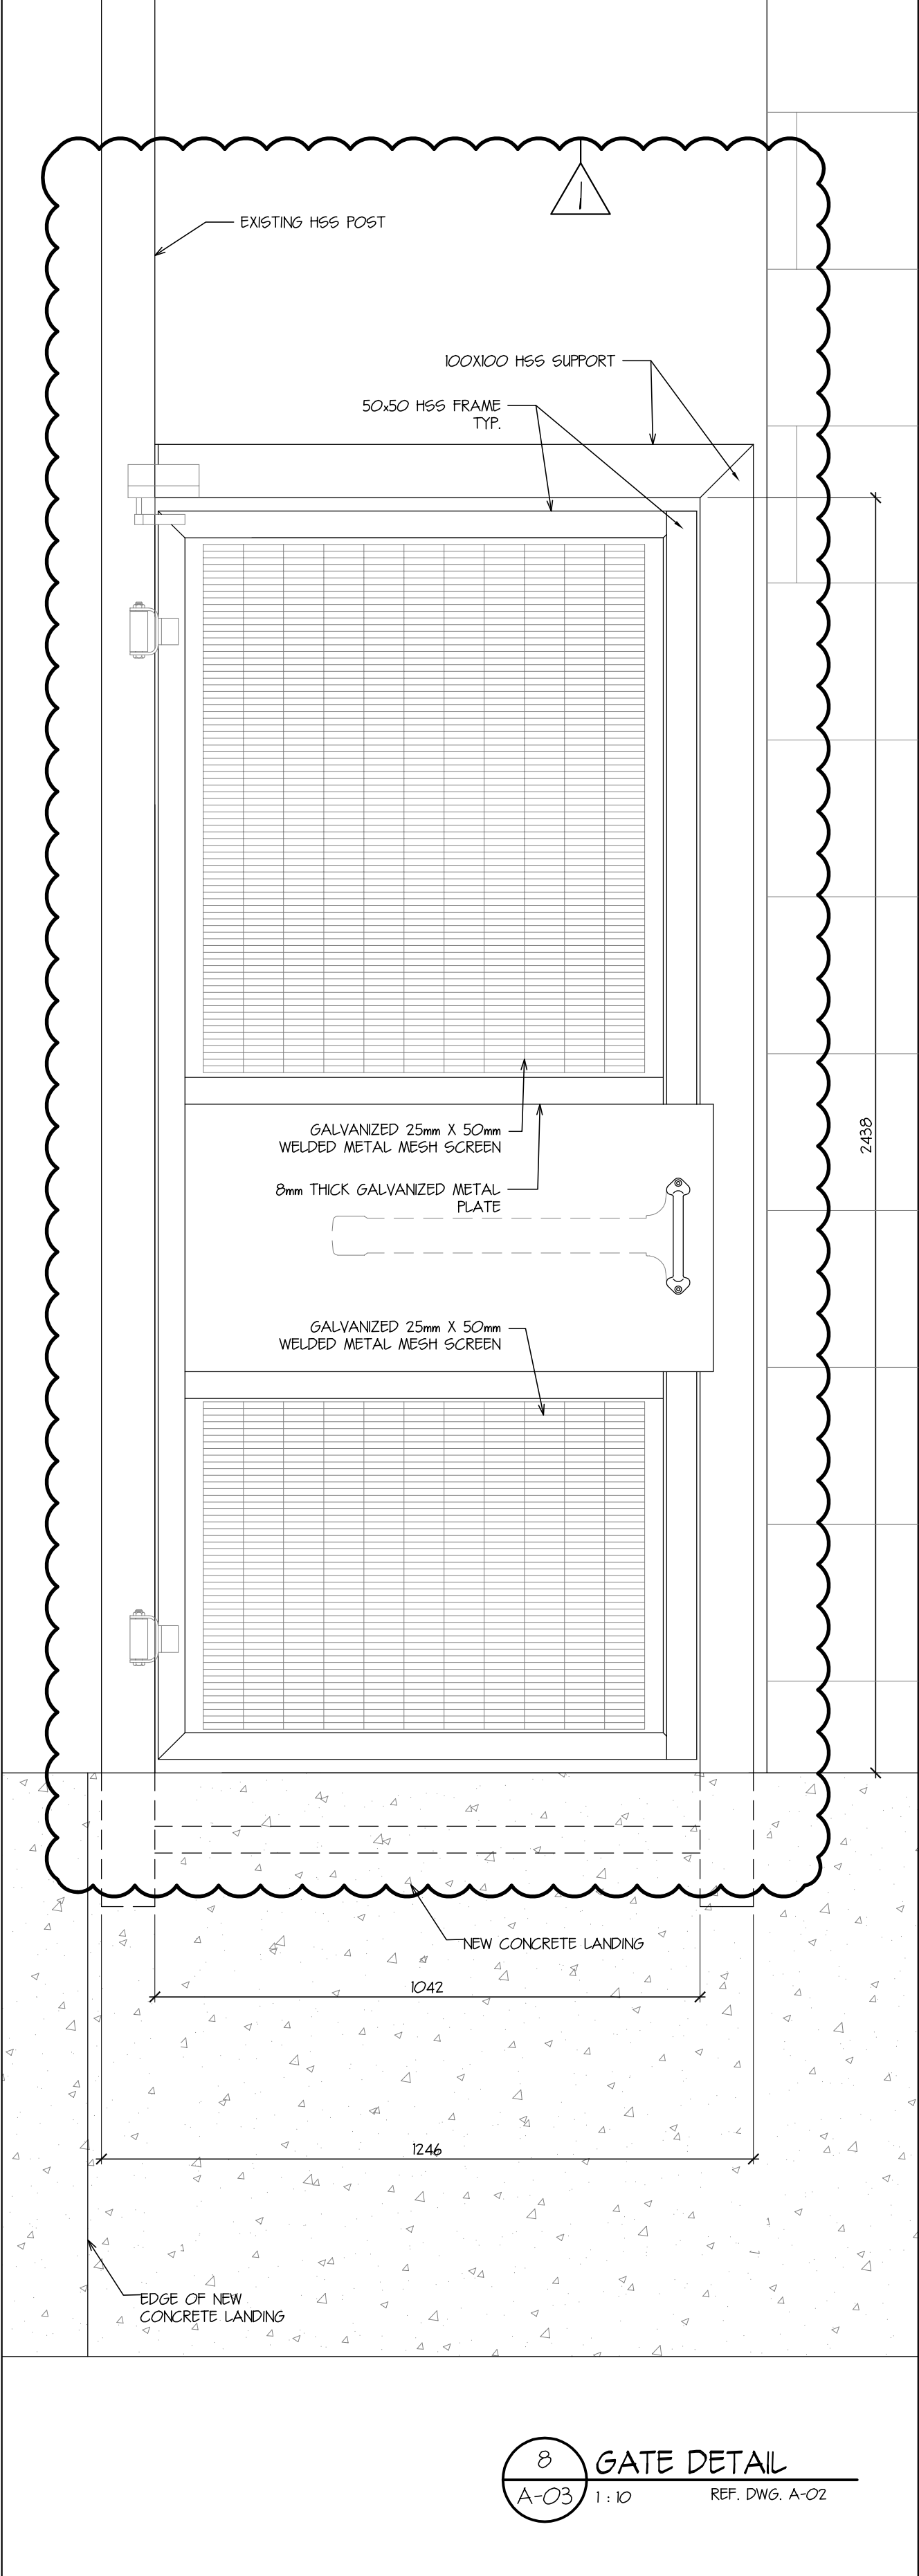 1
EXISTING HSS POST
100X100 HSS SUPPORT
50x50 HSS FRAME
TYP.
2438
GALVANIZED 25mm X 50mm
WELDED METAL MESH SCREEN
8mm THICK GALVANIZED METAL
PLATE
GALVANIZED 25mm X 50mm
WELDED METAL MESH SCREEN
NEW CONCRETE LANDING
1042
1246
EDGE OF NEW
CONCRETE LANDING
8
GATE DETAIL
A-03
1 : 10
REF. DWG. A-02